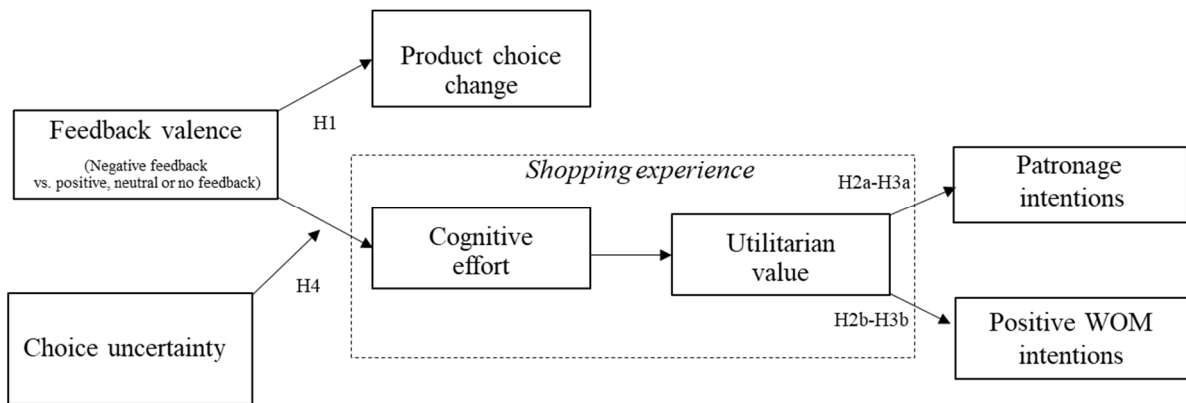 Product choice
change
H1
Feedback valence
(Negative feedback
vs. positive, neutral or no feedback)
Shopping experience
H2a-H3a
Patronage
intentions
Cognitive
effort
Utilitarian
value
H4
H2b-H3b
Choice uncertainty
Positive WOM
intentions